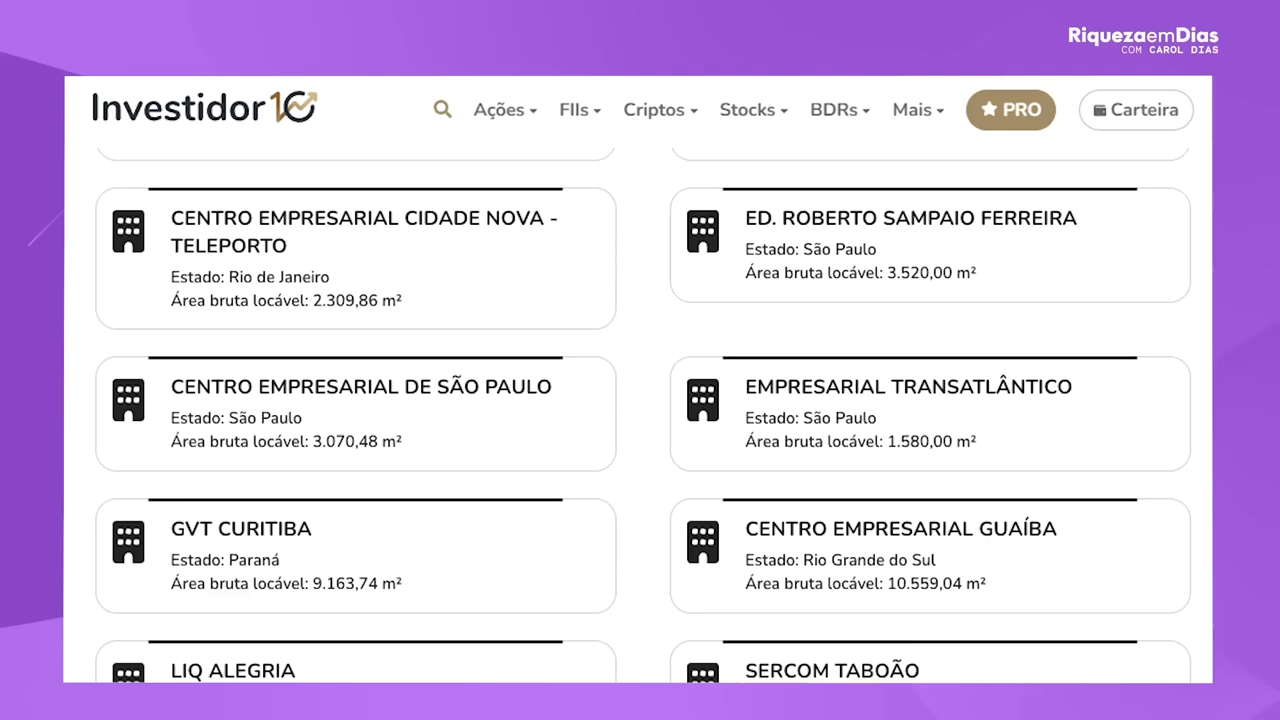 RiquezaemDias
COM CAROL DIAS
Investidor10
Ações
FIIs
Criptos
Stocks
BDRs
Mais
PRO
Carteira
CENTRO EMPRESARIAL CIDADE NOVA -
TELEPORTO
Estado: Rio de Janeiro
Área bruta locável: 2.309,86 m²
ED. ROBERTO SAMPAIO FERREIRA
Estado: São Paulo
Área bruta locável: 3.520,00 m²
CENTRO EMPRESARIAL DE SÃO PAULO
Estado: São Paulo
Área bruta locável: 3.070,48 m²
EMPRESARIAL TRANSATLÂNTICO
Estado: São Paulo
Área bruta locável: 1.580,00 m²
GVT CURITIBA
Estado: Paraná
Área bruta locável: 9.163,74 m²
CENTRO EMPRESARIAL GUAÍBA
Estado: Rio Grande do Sul
Área bruta locável: 10.559,04 m²
LIQ ALEGRIA
SERCOM TABOÃO